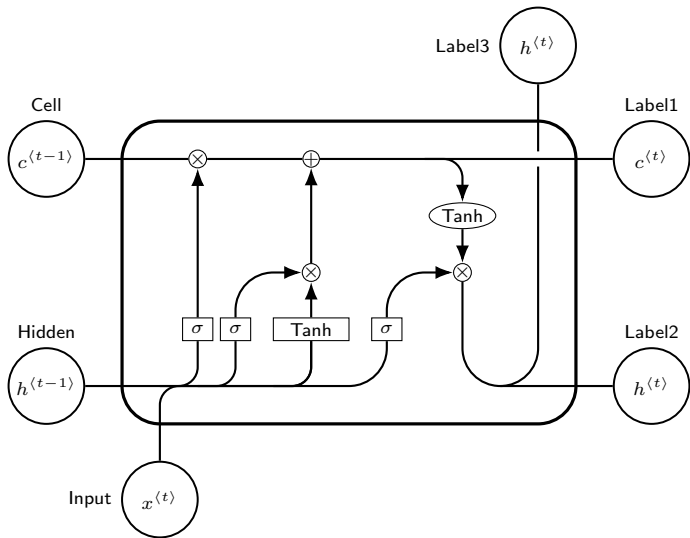 Label3
h⟨t⟩
Cell
Label1
c⟨t−1⟩
×
+
c⟨t⟩
Tanh
×
×
σ
σ
Tanh
σ
Hidden
Label2
h⟨t−1⟩
h⟨t⟩
Input
x⟨t⟩